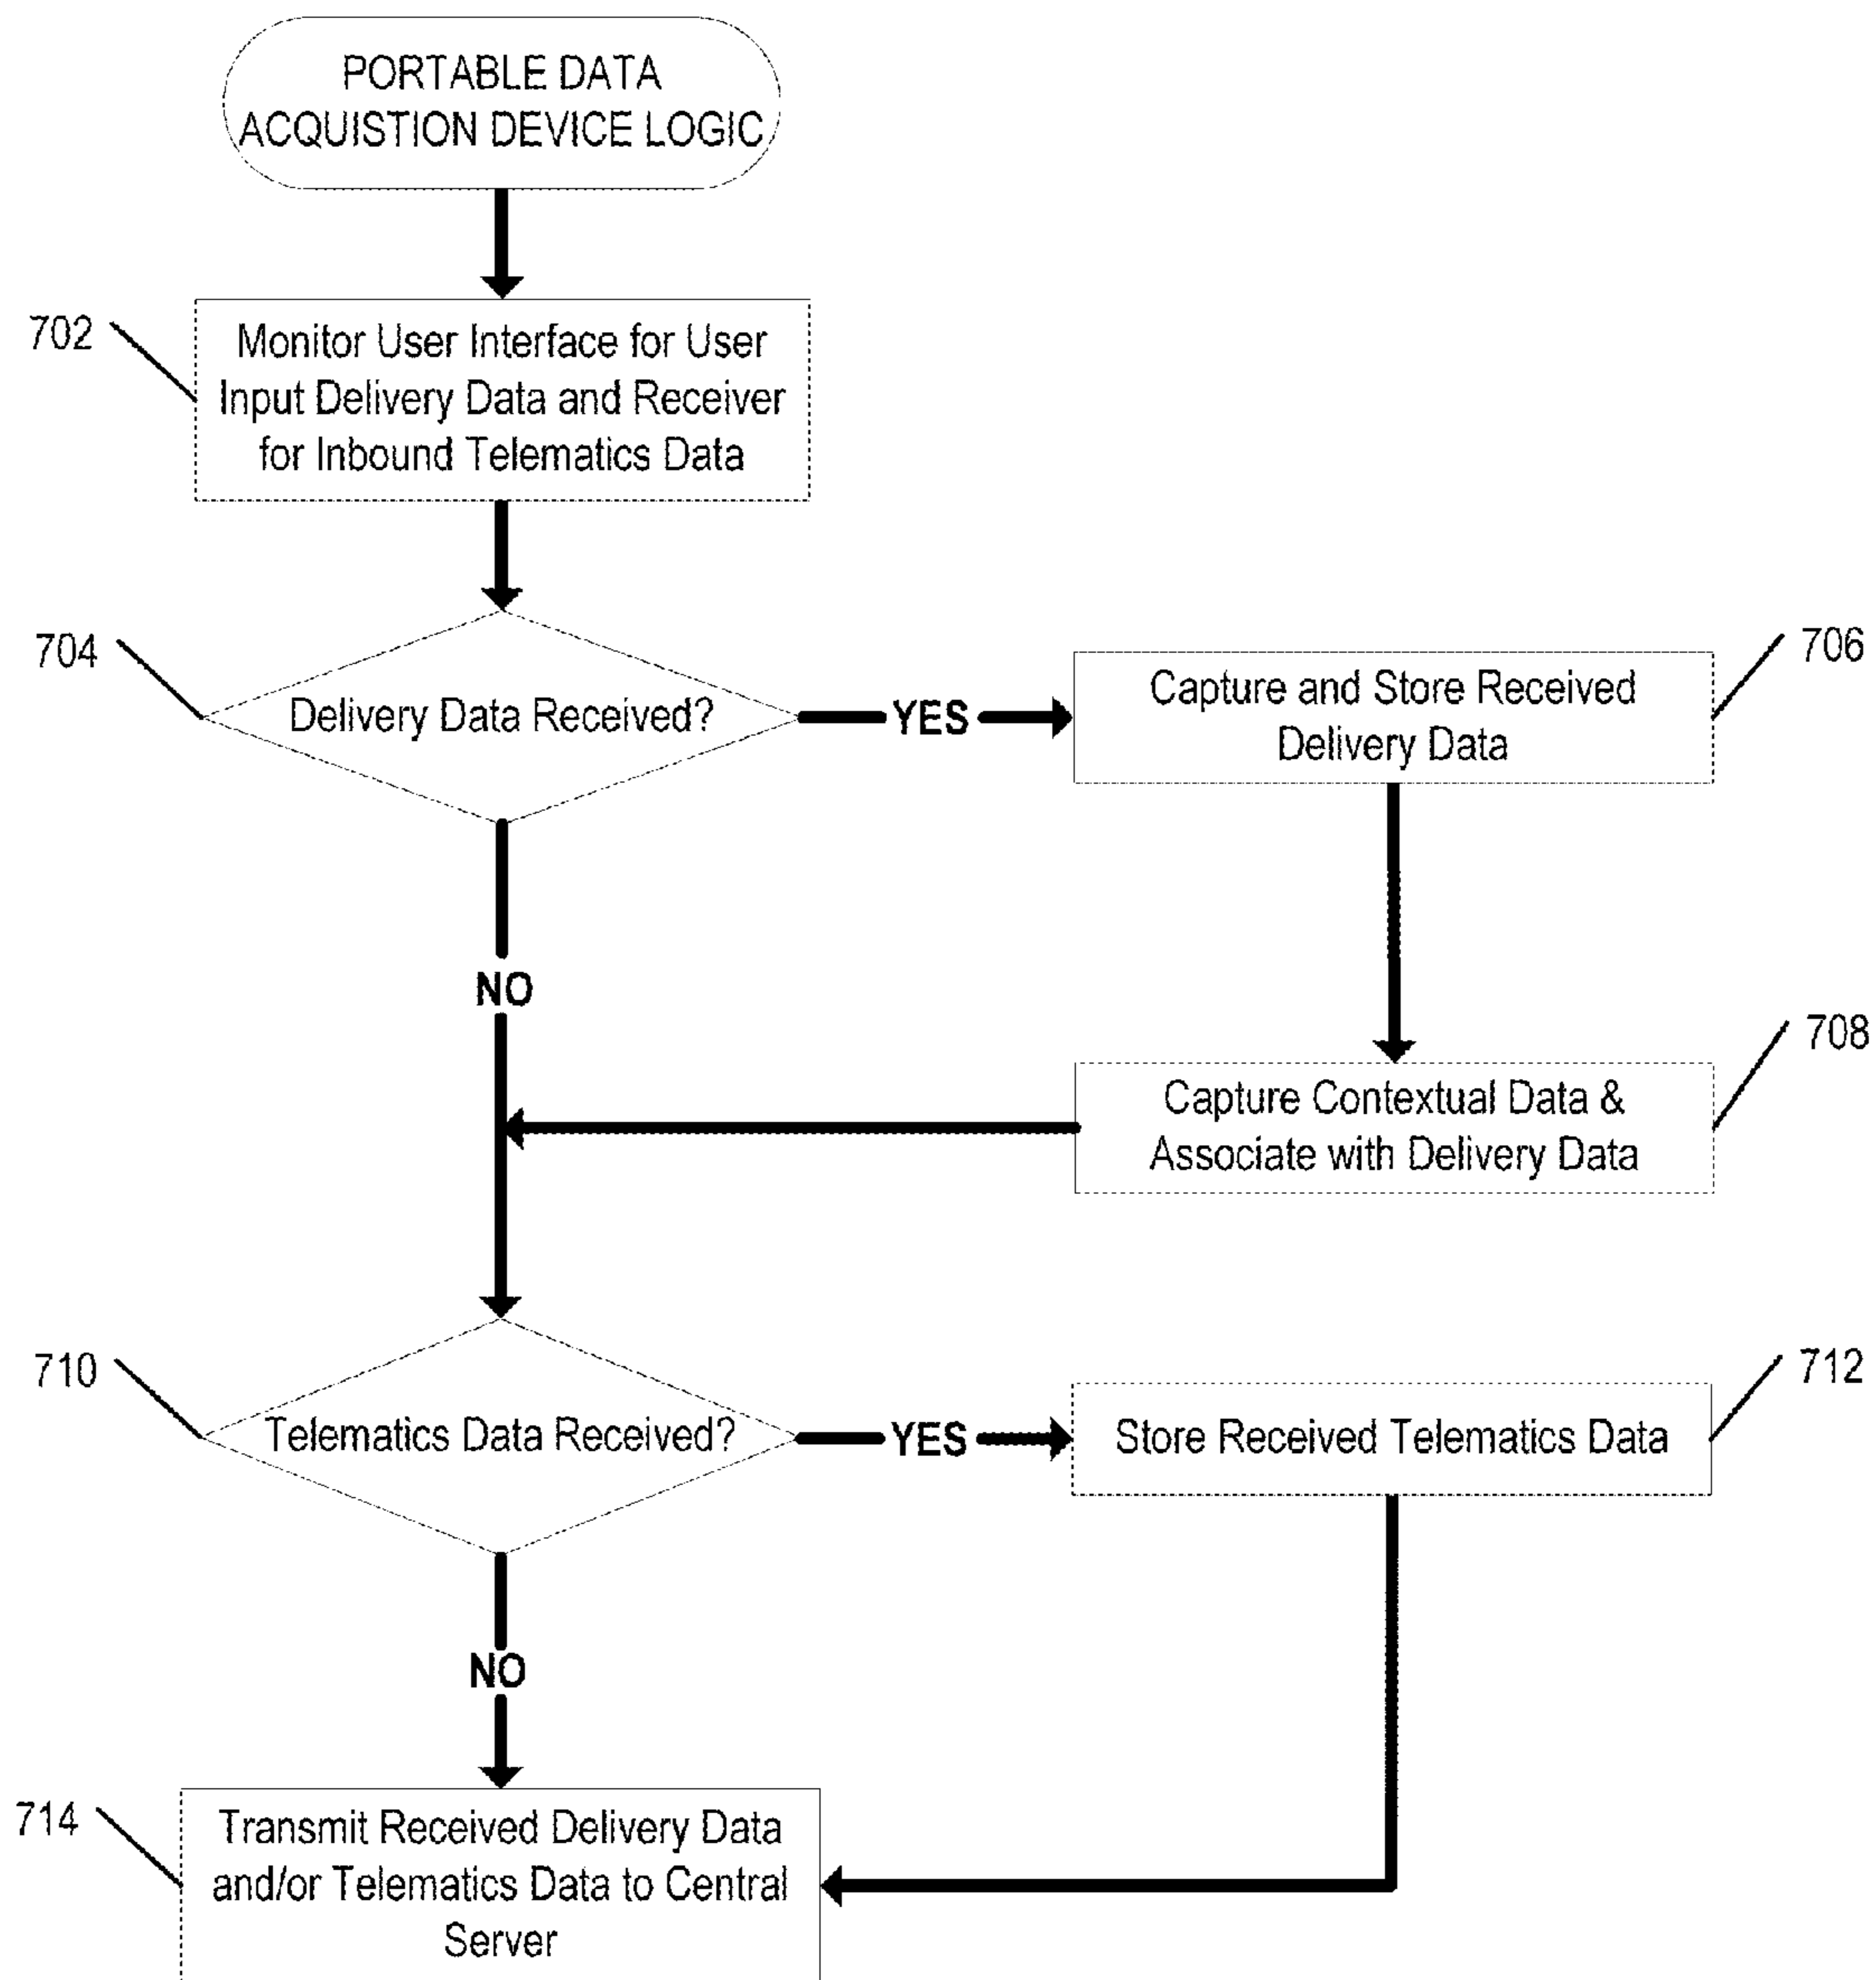 PORTABLE DATA
ACQUISTION DEVICE LOGIC
702
Monitor User Interface for User
Input Delivery Data and Receiver
for Inbound Telematics Data
704
Delivery Data Received?
YES
706
Capture and Store Received
Delivery Data
NO
708
Capture Contextual Data &
Associate with Delivery Data
710
Telematics Data Received?
YES
712
Store Received Telematics Data
NO
714
Transmit Received Delivery Data
and/or Telematics Data to Central
Server